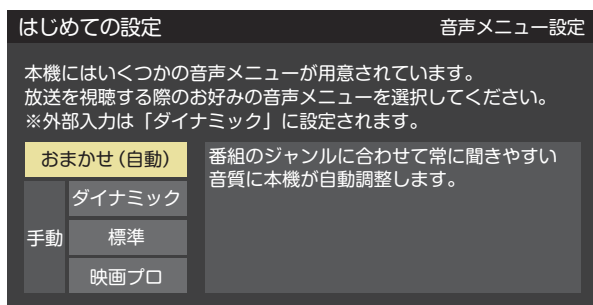 はじめての設定 音声メニュー設定
本機にはいくつかの音声メニューが用意されています。
放送を視聴する際のお好みの音声メニューを選択してください。
※外部入力は「ダイナミック」に設定されます。
おまかせ(自動)
番組のジャンルに合わせて常に聞きやすい
音質に本機が自動調整します。
手動
ダイナミック
標準
映画プロ